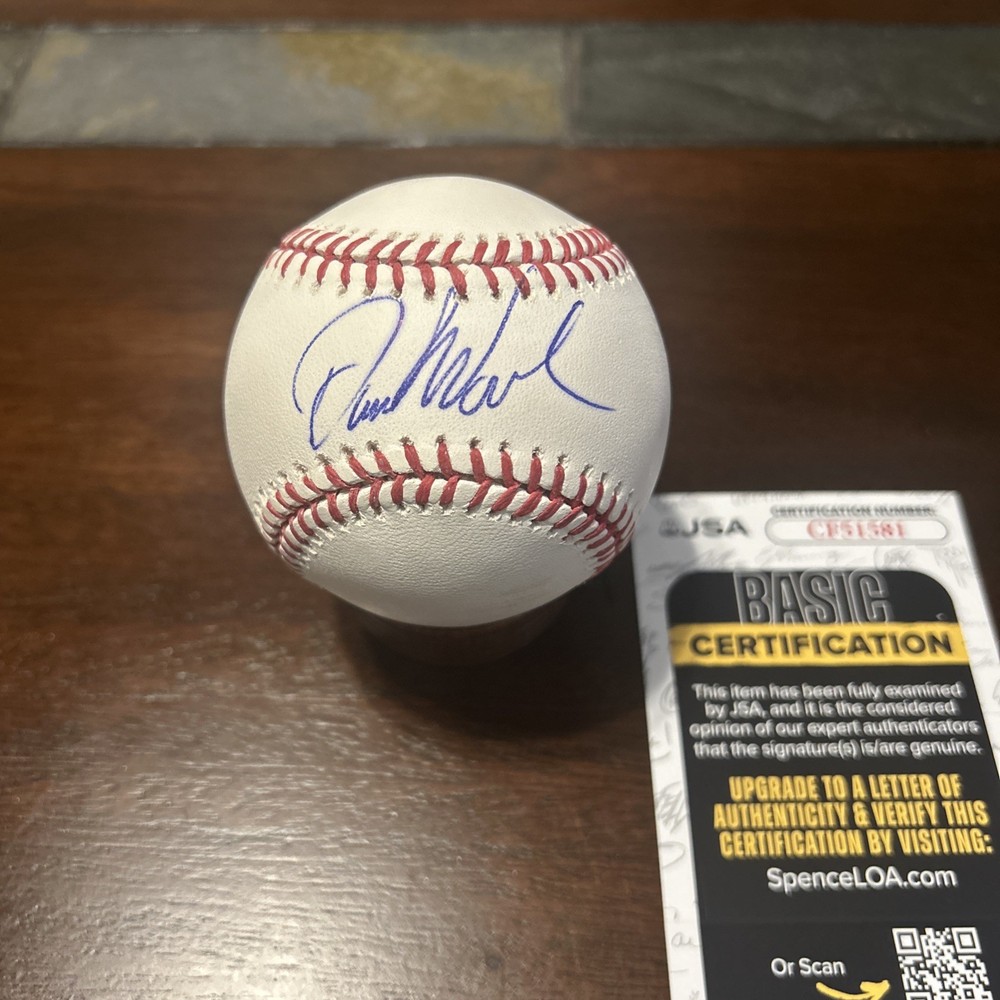 JSA CERTIFICATION NUMBER:
CF51581
BASIC
CERTIFICATION
This item has been fully examined
by JSA, and it is the considered
opinion of our expert authenticators
that the signature(s) is/are genuine.
UPGRADE TO A LETTER OF
AUTHENTICITY & VERIFY THIS
CERTIFICATION BY VISITING:
SpenceLOA.com
Or Scan